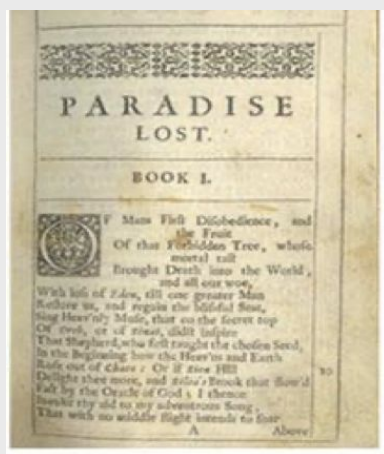 PARADISE
LOST.
BOOK I.
OF Mans First Disobedience, and
the Fruit
Of that Forbidden Tree, whose
mortal tast
Brought Death into the World,
and all our woe,
With loss of Eden, till one greater Man
Restore us, and regain the blissful Seat,
Sing Heav'nly Muse, that on the secret top
Of Oreb, or of Sinai, didst inspire
That Shepherd, who first taught the chosen Seed,
In the Beginning how the Heav'ns and Earth
Rose out of Chaos: Or if Sion Hill
10
Delight thee more, and Siloa's Brook that flow'd
Fast by the Oracle of God; I thence
Invoke thy aid to my adventrous Song,
That with no middle flight intends to soar
A
Above